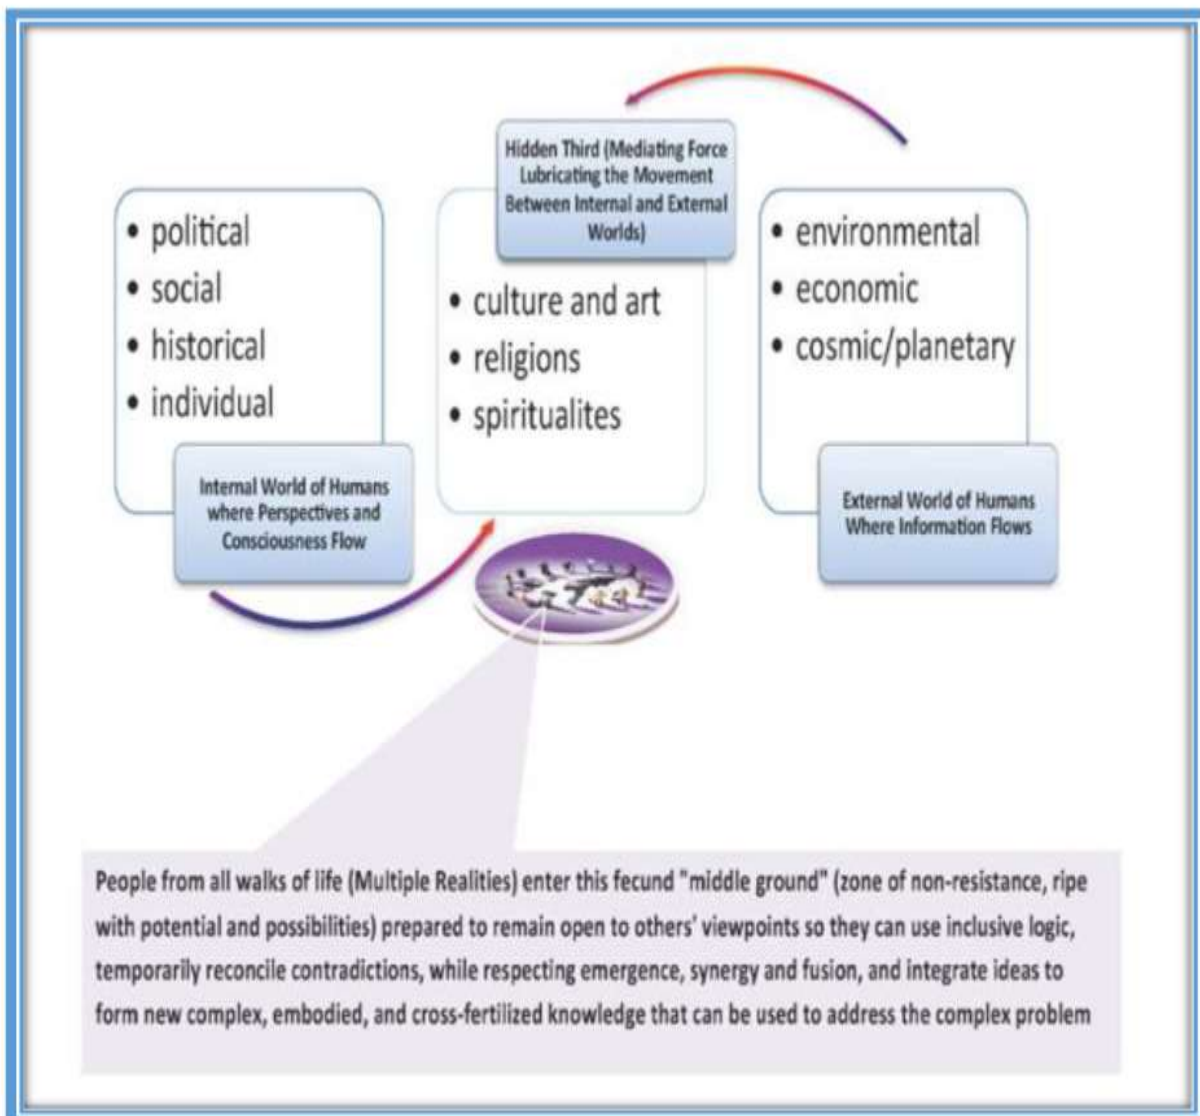 Hidden Third (Mediating Force
Lubricating the Movement
Between Internal and External
Worlds)
• political
• social
• historical
• individual
Internal World of Humans
where Perspectives and
Consciousness Flow
• culture and art
• religions
• spiritualites
• environmental
• economic
• cosmic/planetary
External World of Humans
Where Information Flows
People from all walks of life (Multiple Realities) enter this fecund "middle ground" (zone of non-resistance, ripe
with potential and possibilities) prepared to remain open to others' viewpoints so they can use inclusive logic,
temporarily reconcile contradictions, while respecting emergence, synergy and fusion, and integrate ideas to
form new complex, embodied, and cross-fertilized knowledge that can be used to address the complex problem